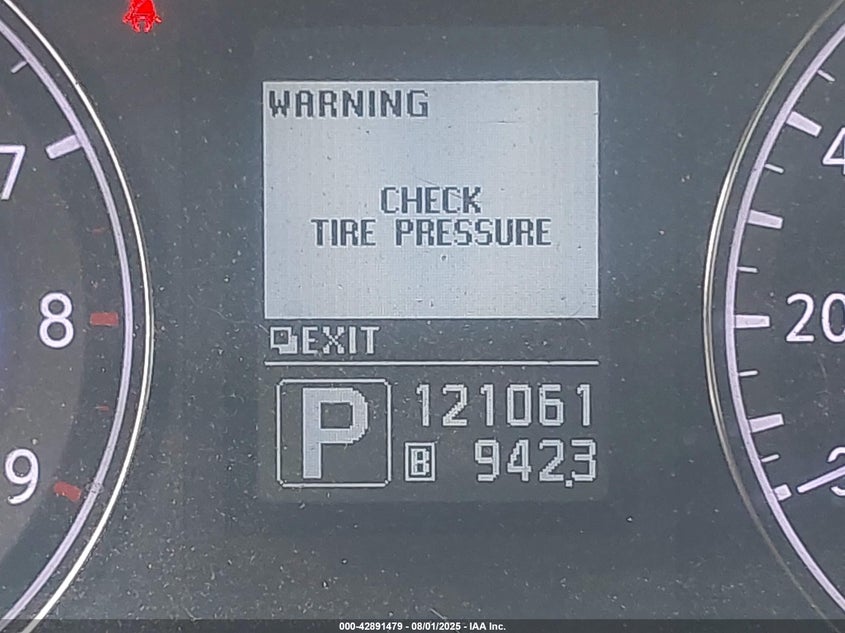 WARNING
CHECK
TIRE PRESSURE
EXIT
P
121061
B 942.3
7
8
9
4
20
000-42891479 - 08/01/2025 - IAA Inc.